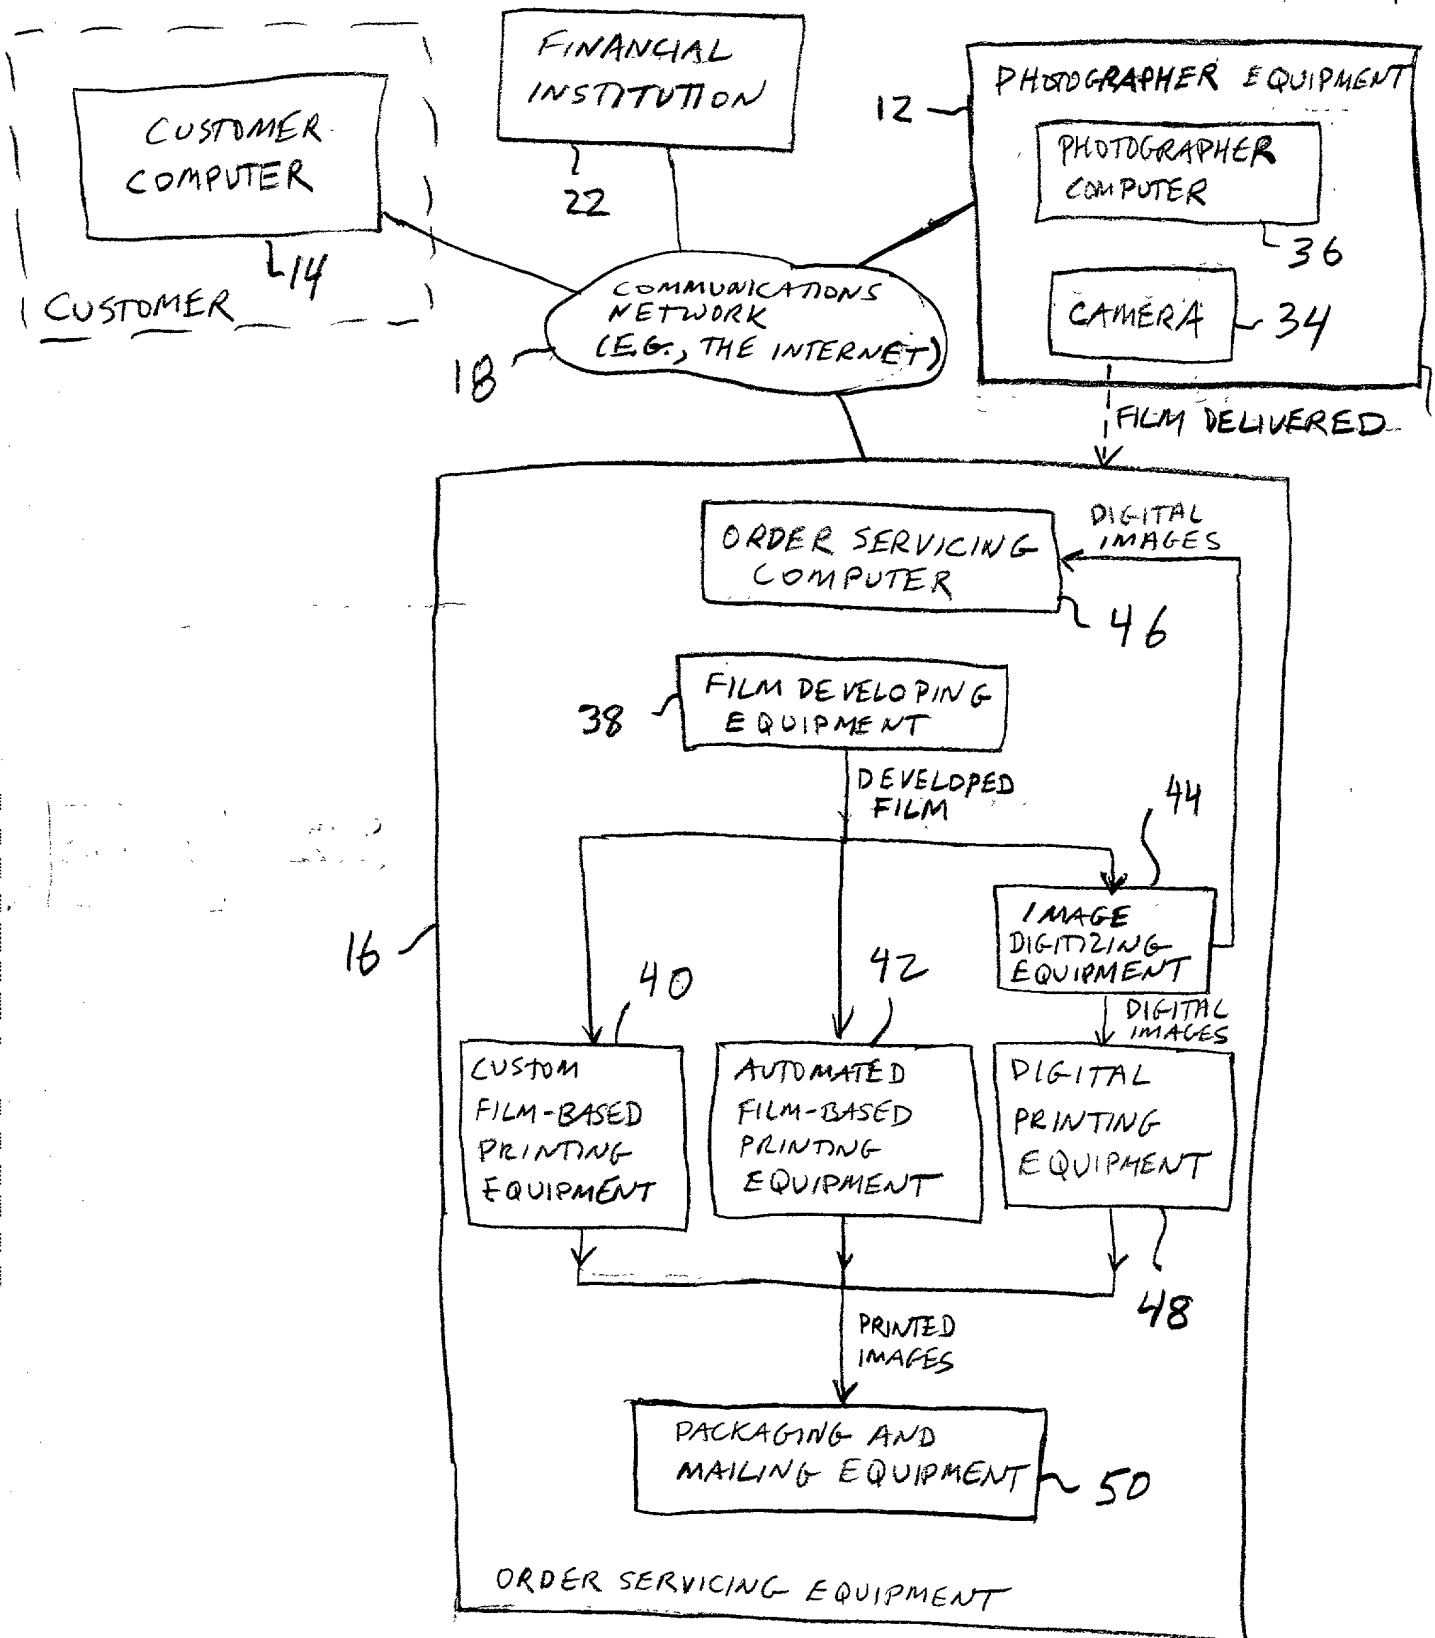 FINANCIAL
INSTITUTION
22
CUSTOMER
COMPUTER
14
CUSTOMER
12
PHOTOGRAPHER EQUIPMENT
PHOTOGRAPHER
COMPUTER
36
CAMERA
34
COMMUNICATIONS
NETWORK
(E.G., THE INTERNET)
18
FILM DELIVERED
ORDER SERVICING
COMPUTER
46
DIGITAL
IMAGES
38
FILM DEVELOPING
EQUIPMENT
DEVELOPED
FILM
44
IMAGE
DIGITIZING
EQUIPMENT
16
40
42
DIGITAL
IMAGES
CUSTOM
FILM-BASED
PRINTING
EQUIPMENT
AUTOMATED
FILM-BASED
PRINTING
EQUIPMENT
DIGITAL
PRINTING
EQUIPMENT
48
PRINTED
IMAGES
PACKAGING AND
MAILING EQUIPMENT
50
ORDER SERVICING EQUIPMENT